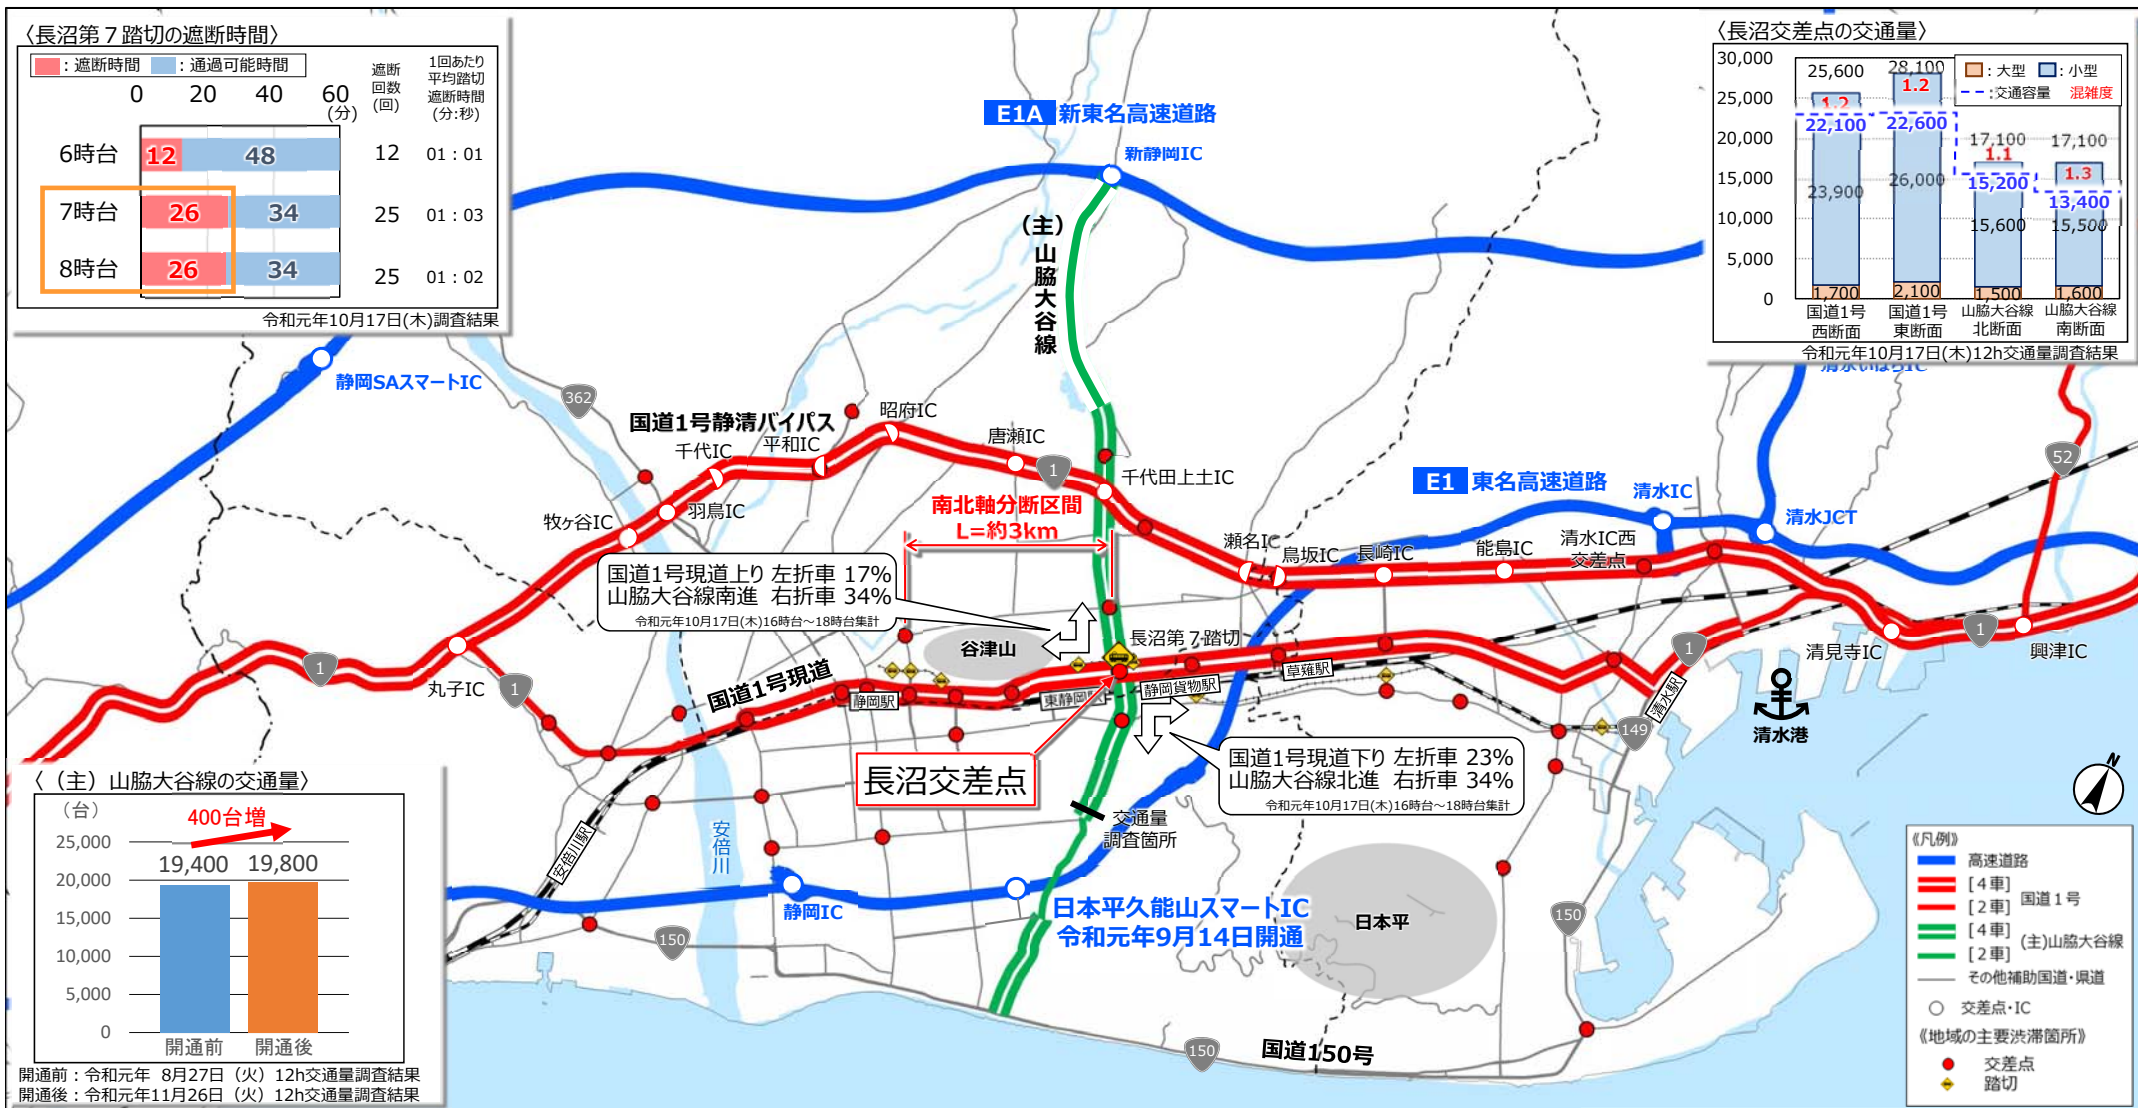 〈長沼第７踏切の遮断時間〉
：遮断時間 ：通過可能時間
遮断
回数
(回)
1回あたり
平均踏切
遮断時間
(分:秒)
0 20 40 60
(分)
6時台 12 48 12 01：01
7時台 26 34 25 01：03
8時台 26 34 25 01：02
令和元年10月17日(木)調査結果
〈長沼交差点の交通量〉
：大型 ：小型
：交通容量 混雑度
30,000
25,000
20,000
15,000
10,000
5,000
0
25,600 28,100 17,100 17,100
1.2 1.2 1.1 1.3
22,100 22,600 15,200 13,400
23,900 26,000 15,600 15,500
1,700 2,100 1,500 1,600
国道1号
西断面
国道1号
東断面
山脇大谷線
北断面
山脇大谷線
南断面
令和元年10月17日(木)12h交通量調査結果
E1A 新東名高速道路
新静岡IC
（主）山脇大谷線
静岡SAスマートIC
清水いはらIC
362
国道1号静清バイパス
昭府IC
平和IC
千代IC
唐瀬IC
1
千代田上土IC
羽鳥IC
牧ヶ谷IC
南北軸分断区間
L=約3km
E1 東名高速道路
清水IC
清水JCT
52
瀬名IC
鳥坂IC
長崎IC
能島IC
清水IC西
交差点
国道1号現道上り 左折車 17%
山脇大谷線南進 右折車 34%
令和元年10月17日(木)16時台～18時台集計
谷津山
長沼第７踏切
1
丸子IC
1
国道1号現道
静岡駅
東静岡駅
静岡貨物駅
草薙駅
清水駅
1
149
清見寺IC
1
興津IC
清水港
長沼交差点
国道1号現道下り 左折車 23%
山脇大谷線北進 右折車 34%
令和元年10月17日(木)16時台～18時台集計
交通量
調査箇所
安倍川
安倍川駅
静岡IC
日本平久能山スマートIC
令和元年9月14日開通
日本平
150
150
150
国道150号
N
〈（主）山脇大谷線の交通量〉
（台）
400台増
25,000
20,000
15,000
10,000
5,000
0
19,400 19,800
開通前 開通後
開通前：令和元年 8月27日（火）12h交通量調査結果
開通後：令和元年11月26日（火）12h交通量調査結果
《凡例》
高速道路
[４車]
[２車]
国道１号
[４車]
[２車]
(主)山脇大谷線
その他補助国道・県道
交差点・IC
《地域の主要渋滞箇所》
交差点
踏切